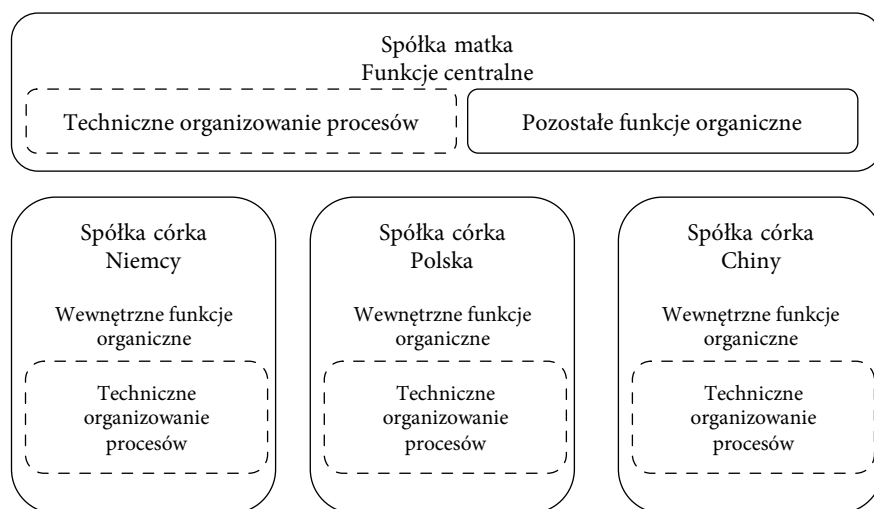 Spółka matka
Funkcje centralne
Techniczne organizowanie procesów
Pozostałe funkcje organiczne
Spółka córka
Niemcy
Wewnętrzne funkcje
organiczne
Techniczne
organizowanie
procesów
Spółka córka
Polska
Wewnętrzne funkcje
organiczne
Techniczne
organizowanie
procesów
Spółka córka
Chiny
Wewnętrzne funkcje
organiczne
Techniczne
organizowanie
procesów